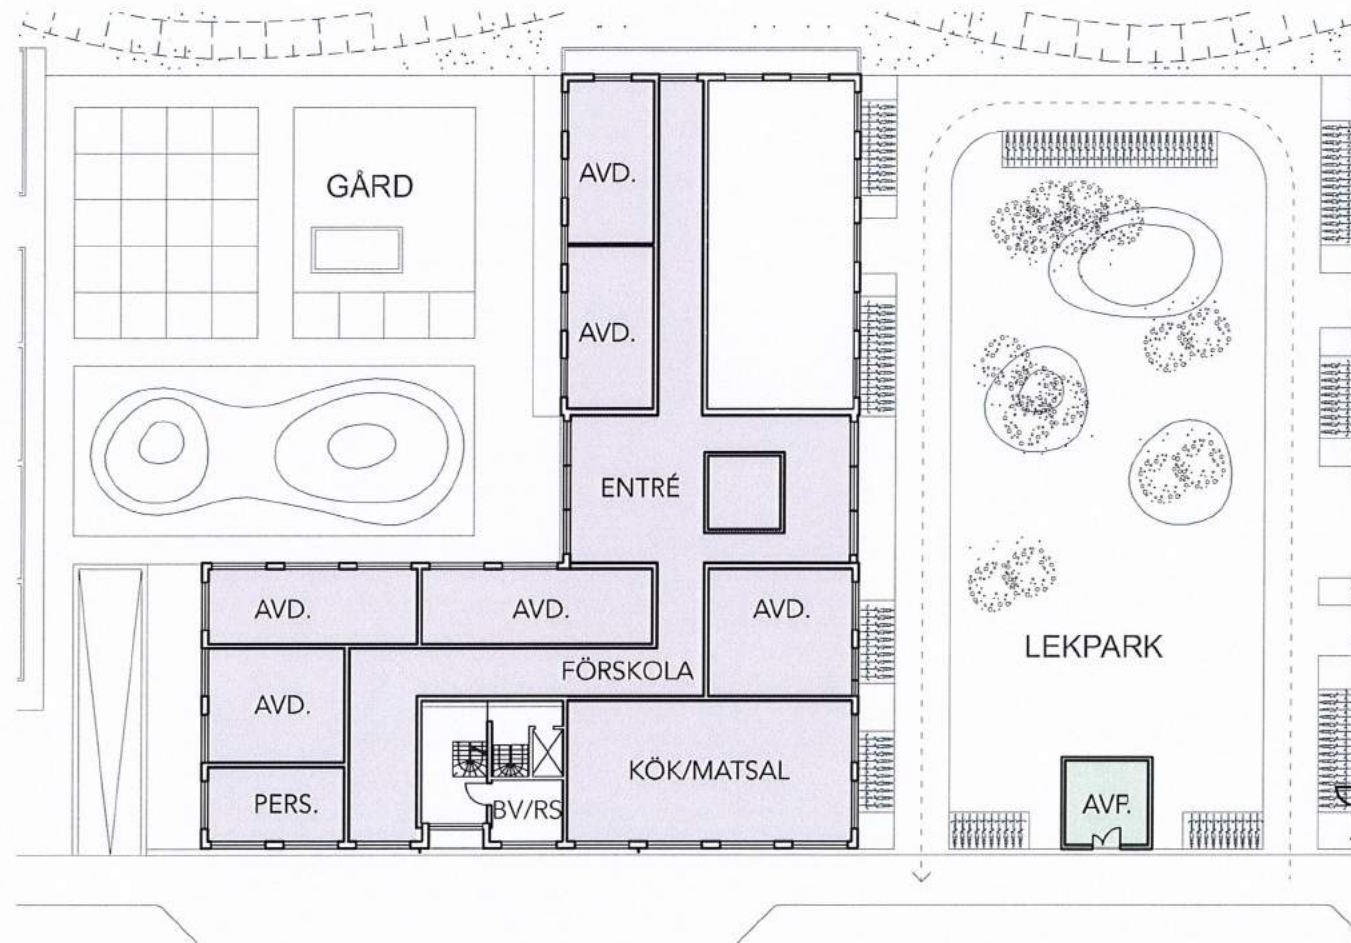 AVD.
GÅRD
AVD.
ENTRÉ
AVD.
AVD.
AVD.
LEKPARK
FÖRSKOLA
AVD.
KÖK/MATSAL
PERS.
BV/RS
AVF.